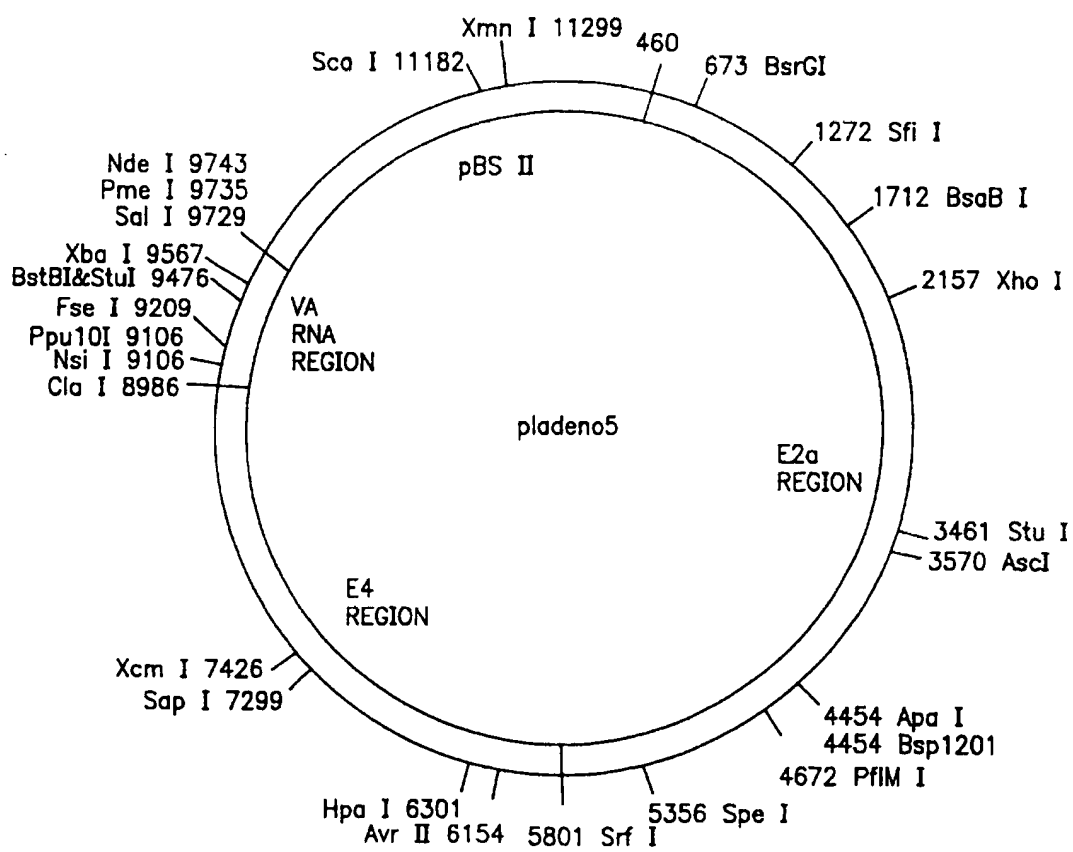 Xmn I 11299
460
Sca I 11182
673 BsrGI
1272 Sfi I
pBS II
Nde I 9743
Pme I 9735
Sal I 9729
1712 BsaB I
Xba I 9567
BstBI&StuI 9476
Fse I 9209
Ppu10I 9106
Nsi I 9106
Cla I 8986
2157 Xho I
VA
RNA
REGION
pladeno5
E2a
REGION
3461 Stu I
3570 AscI
E4
REGION
Xcm I 7426
Sap I 7299
4454 Apa I
4454 Bsp1201
4672 PflM I
Hpa I 6301
Avr II 6154
5801 Srf I
5356 Spe I